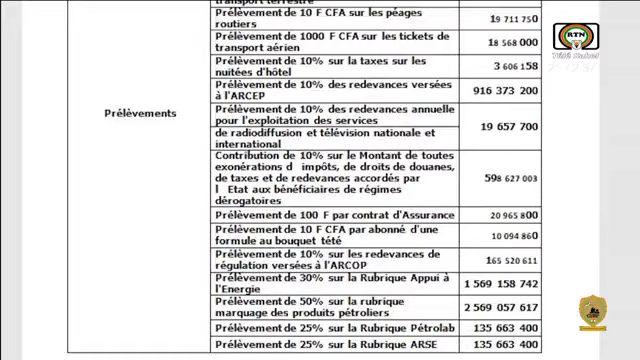 transport terrestre
Prélèvement de 10 F CFA sur les péages
routiers
19 711 750
Prélèvement 1000 F CFA sur les tickets de
transport aérien
18 568 000
Prélèvement de 10% sur la taxes sur les
nuitées d'hôtel
3 606 158
Prélèvement de 10% des redevances versées
à l'ARCEP
916 373 200
Prélèvements
Prélèvement de 10% des redevances annuelle
pour l'exploitation des services
de radiodiffusion et télévision nationale et
international
19 657 700
Contribution de 10% sur le Montant de toutes
exonérations d impôts, de droits de douanes,
de taxes et de redevances accordés par
l Etat aux bénéficiaires de régimes
dérogatoires
598 627 003
Prélèvement de 100 F par contrat d'Assurance
20 965 800
Prélèvement de 10 F CFA par abonné d'une
formule au bouquet tété
10 094 860
Prélèvement de 10% sur les redevances de
régulation versées à l'ARCOP
165 520 611
Prélèvement de 30% sur la Rubrique Appui à
l'Energie
1 569 158 742
Prélèvement de 50% sur la rubrique
marquage des produits pétroliers
2 569 057 617
Prélèvement de 25% sur la Rubrique Pétrolab
135 663 400
Prélèvement de 25% sur la Rubrique ARSE
135 663 400
RTN
Télé Sahel